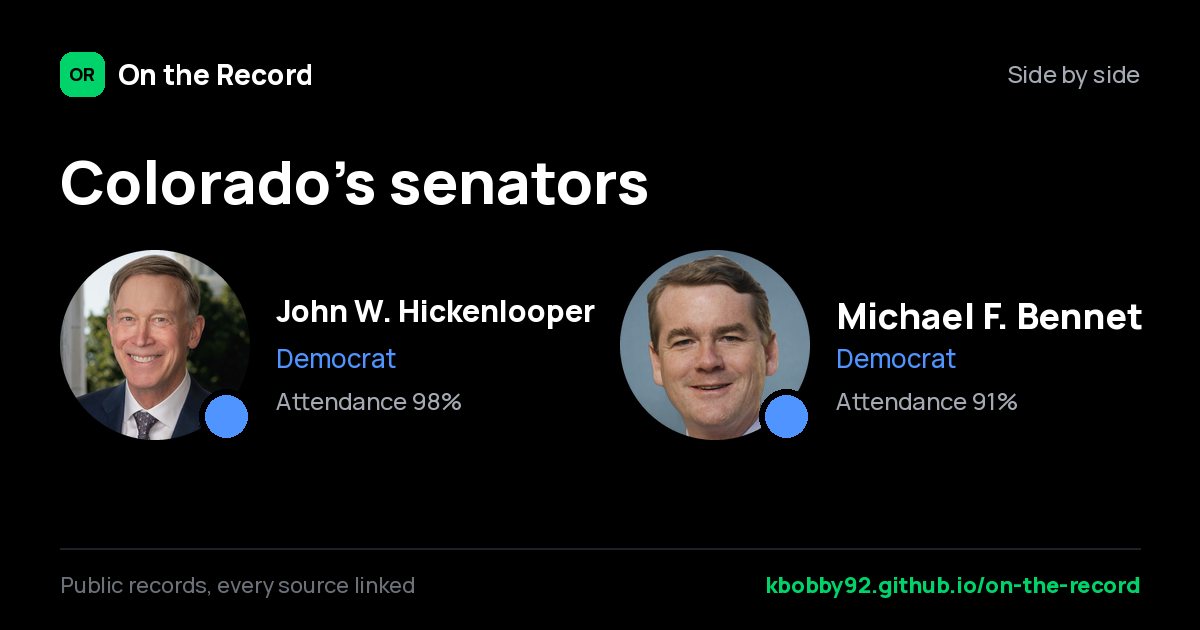 OR On the Record
Side by side
Colorado’s senators
John W. Hickenlooper
Democrat
Attendance 98%
Michael F. Bennet
Democrat
Attendance 91%
Public records, every source linked
kbobby92.github.io/on-the-record